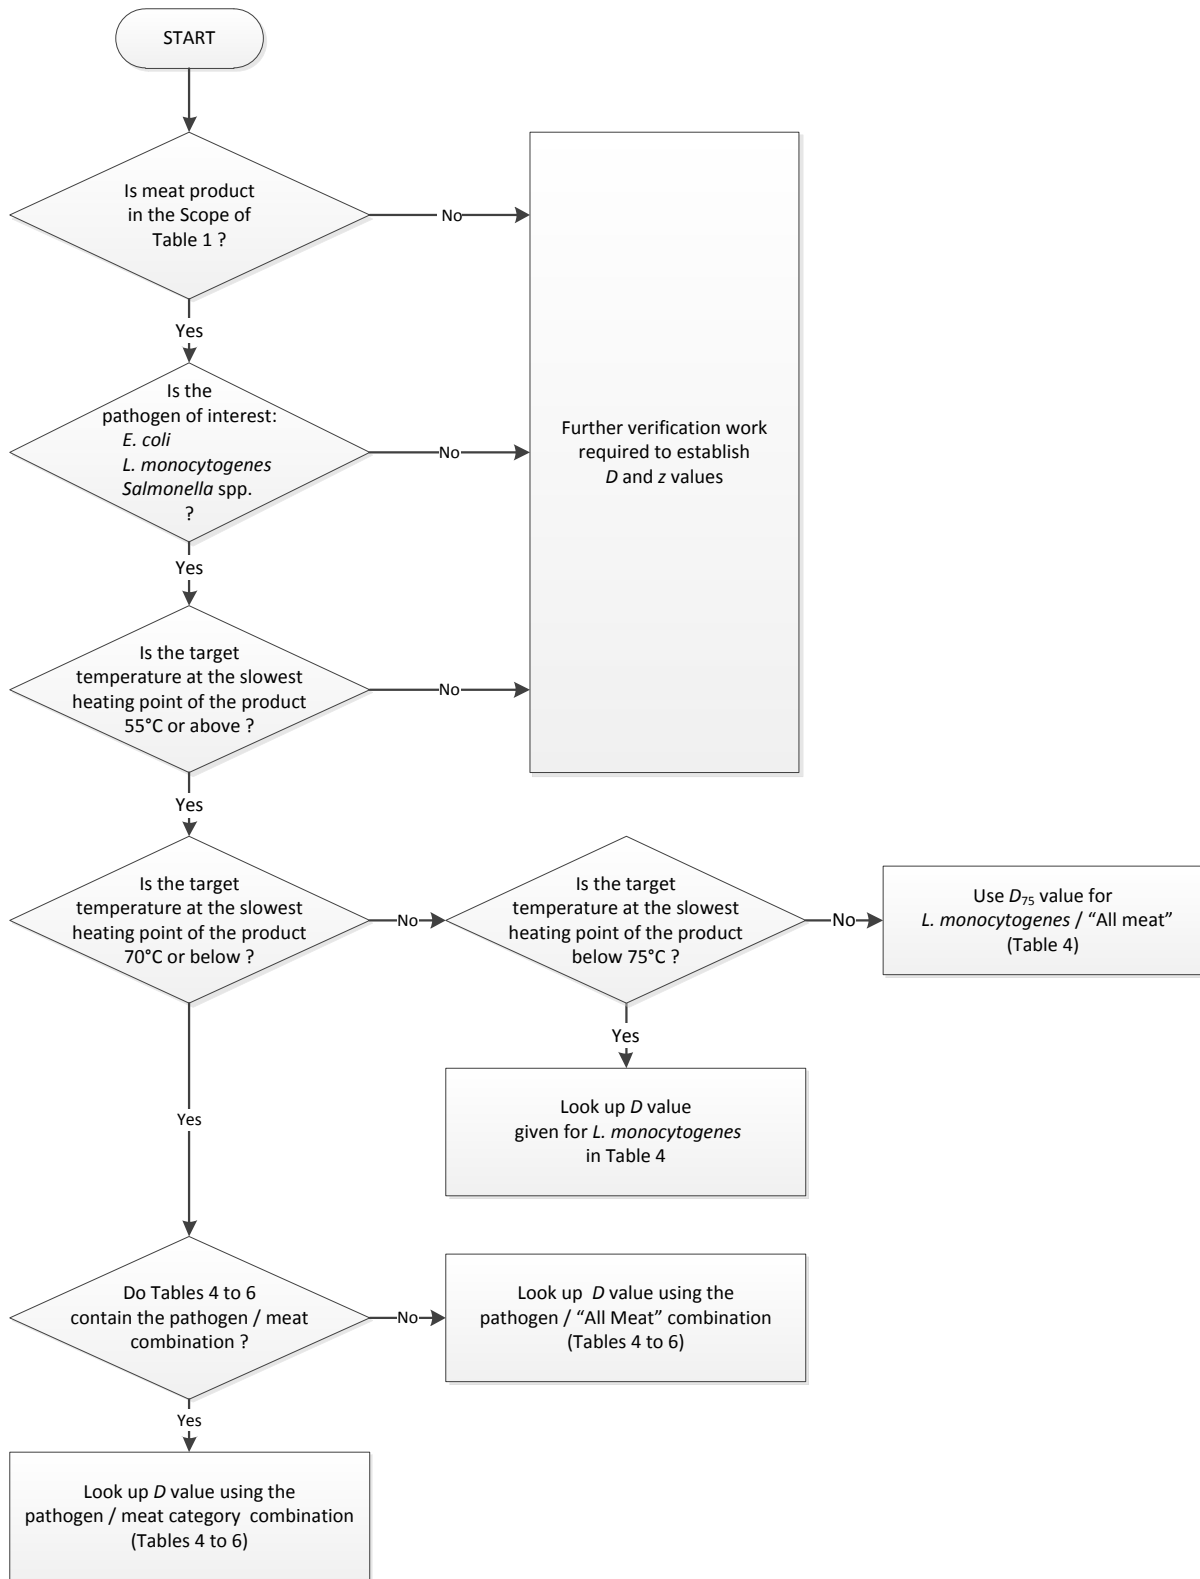 START
Is meat product
in the Scope of
Table 1 ?
No
Yes
Is the
pathogen of interest:
E. coli
L. monocytogenes
Salmonella spp.
?
No
Further verification work
required to establish
D and z values
Yes
Is the target
temperature at the slowest
heating point of the product
55°C or above ?
No
Yes
Is the target
temperature at the slowest
heating point of the product
70°C or below ?
No
Is the target
temperature at the slowest
heating point of the product
below 75°C ?
No
Use D75 value for
L. monocytogenes / “All meat”
(Table 4)
Yes
Look up D value
given for L. monocytogenes
in Table 4
Yes
Do Tables 4 to 6
contain the pathogen / meat
combination ?
No
Look up D value using the
pathogen / “All Meat” combination
(Tables 4 to 6)
Yes
Look up D value using the
pathogen / meat category combination
(Tables 4 to 6)